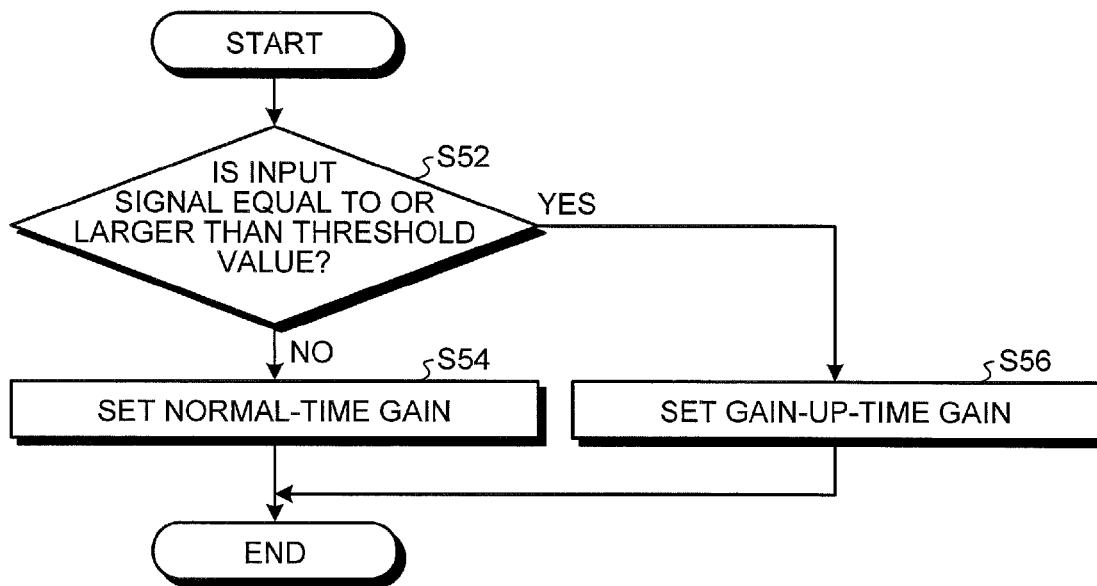 START
S52
IS INPUT
SIGNAL EQUAL TO OR
LARGER THAN THRESHOLD
VALUE?
YES
NO
S54
SET NORMAL-TIME GAIN
S56
SET GAIN-UP-TIME GAIN
END